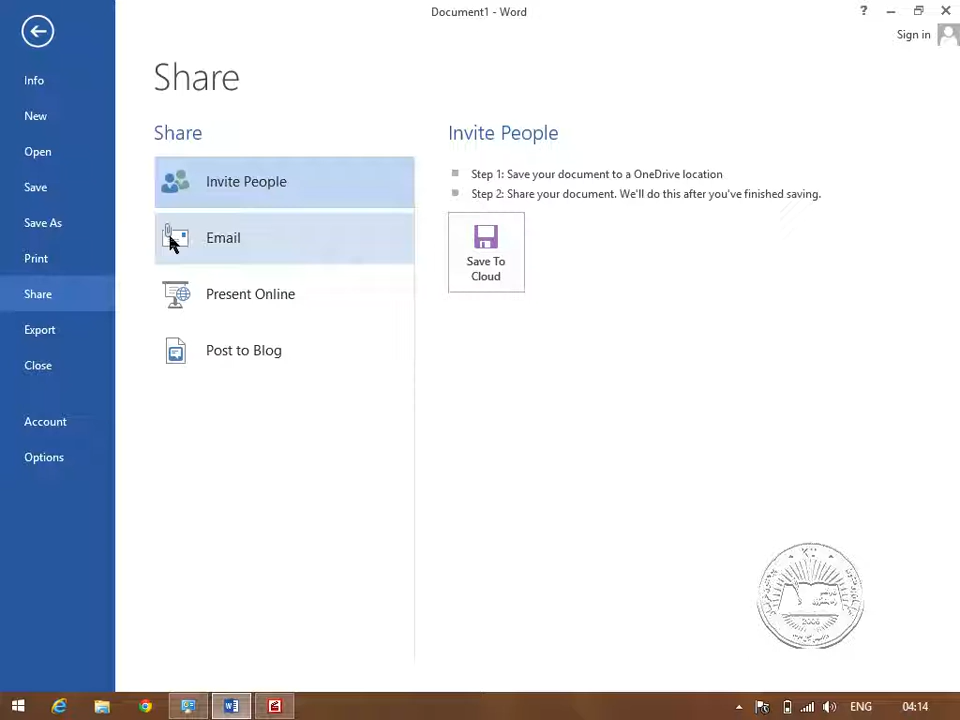 Document1 - Word
?
Sign in
Info
New
Open
Save
Save As
Print
Share
Export
Close
Account
Options
Share
Share
Invite People
Email
Present Online
Post to Blog
Invite People
Step 1: Save your document to a OneDrive location
Step 2: Share your document. We'll do this after you've finished saving.
Save To
Cloud
KU
2006
ENG
04:14